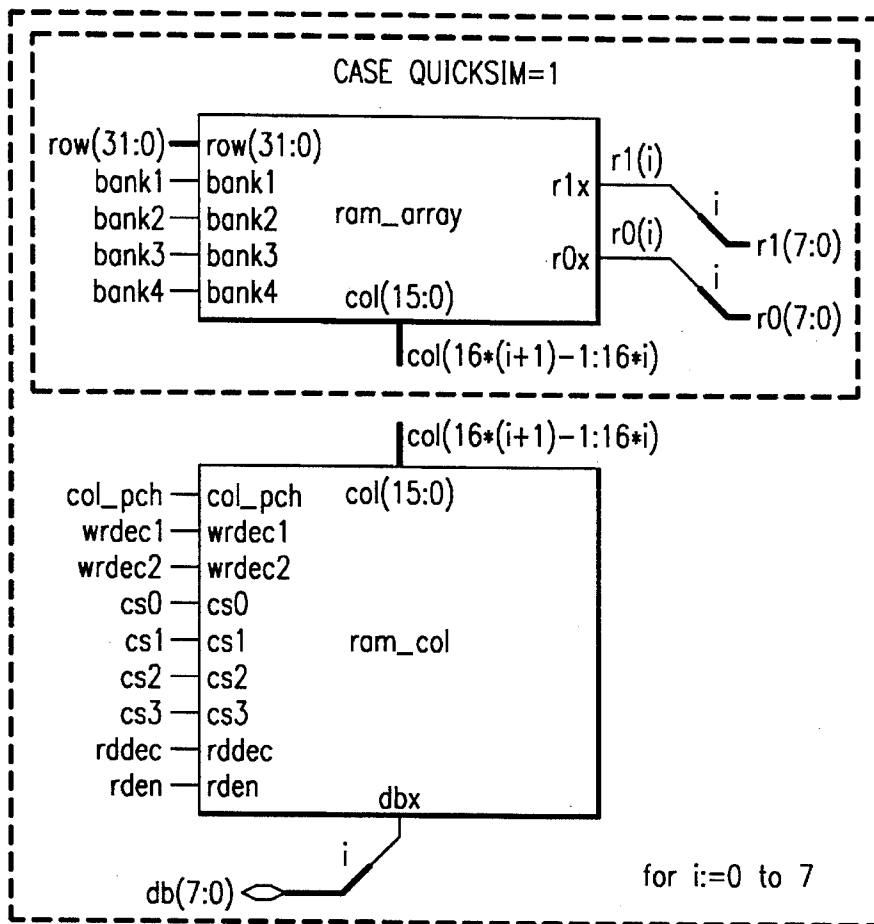 CASE QUICKSIM=1
row(31:0) row(31:0)
bank1 bank1
bank2 bank2
bank3 bank3
bank4 bank4
ram_array
col(15:0)
r1x r1(i)
i
r1(7:0)
r0x r0(i)
i
r0(7:0)
col(16*(i+1)-1:16*i)
col(16*(i+1)-1:16*i)
col(15:0)
col_pch col_pch
wrdec1 wrdec1
wrdec2 wrdec2
cs0 cs0
cs1 cs1
ram_col
cs2 cs2
cs3 cs3
rddec rddec
rden rden
dbx
i
db(7:0)
for i:=0 to 7